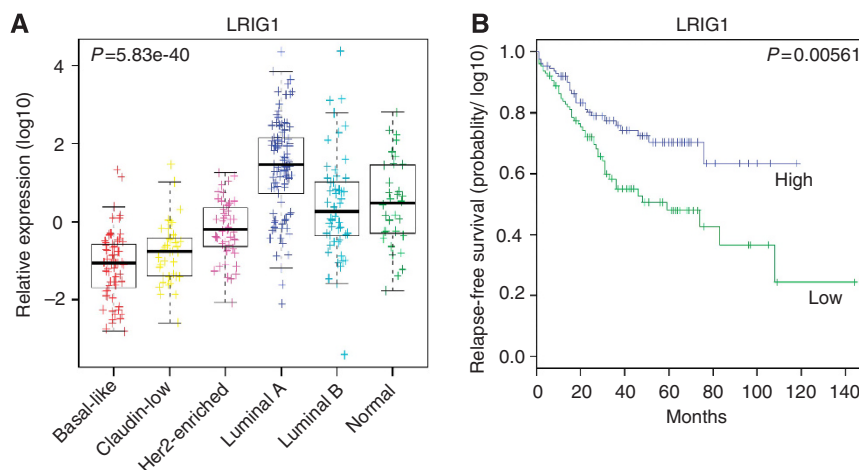 A
LRIG1
P=5.83e-40
Relative expression (log10)
4
2
0
−2
Basal-like
Claudin-low
Her2-enriched
Luminal A
Luminal B
Normal
B
LRIG1
P=0.00561
Relapse-free survival (probablity/ log10)
1.0
0.8
0.6
0.4
0.2
0.0
High
Low
0 20 40 60 80 100 120 140
Months